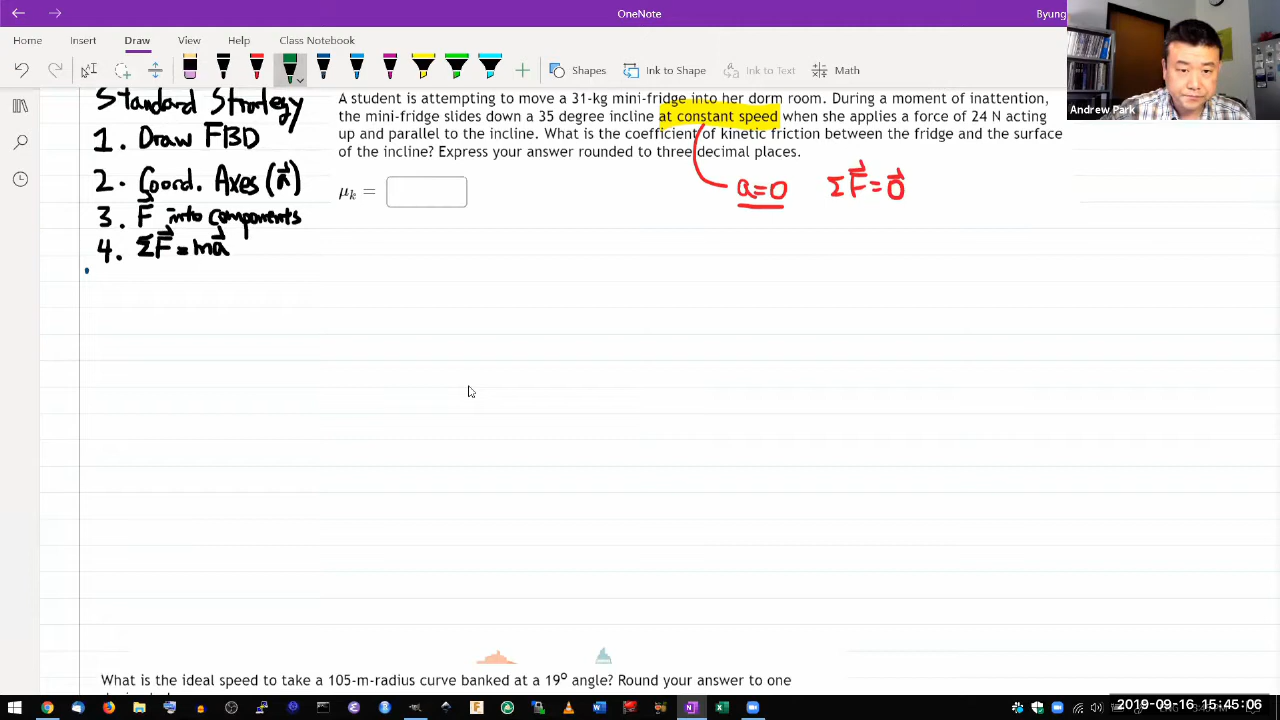 OneNote
Byung
Home Insert Draw View Help Class Notebook
Shapes Ink to Shape Ink to Text Math
Andrew Park
Standard Strategy
1. Draw FBD
2. Coord. Axes (a⃗)
3. F⃗ into components
4. ΣF⃗ = ma⃗
A student is attempting to move a 31-kg mini-fridge into her dorm room. During a moment of inattention,
the mini-fridge slides down a 35 degree incline at constant speed when she applies a force of 24 N acting
up and parallel to the incline. What is the coefficient of kinetic friction between the fridge and the surface
of the incline? Express your answer rounded to three decimal places.
μk =
a=0 ΣF⃗ = 0⃗
What is the ideal speed to take a 105-m-radius curve banked at a 19° angle? Round your answer to one
2019-09-16 15:45:06